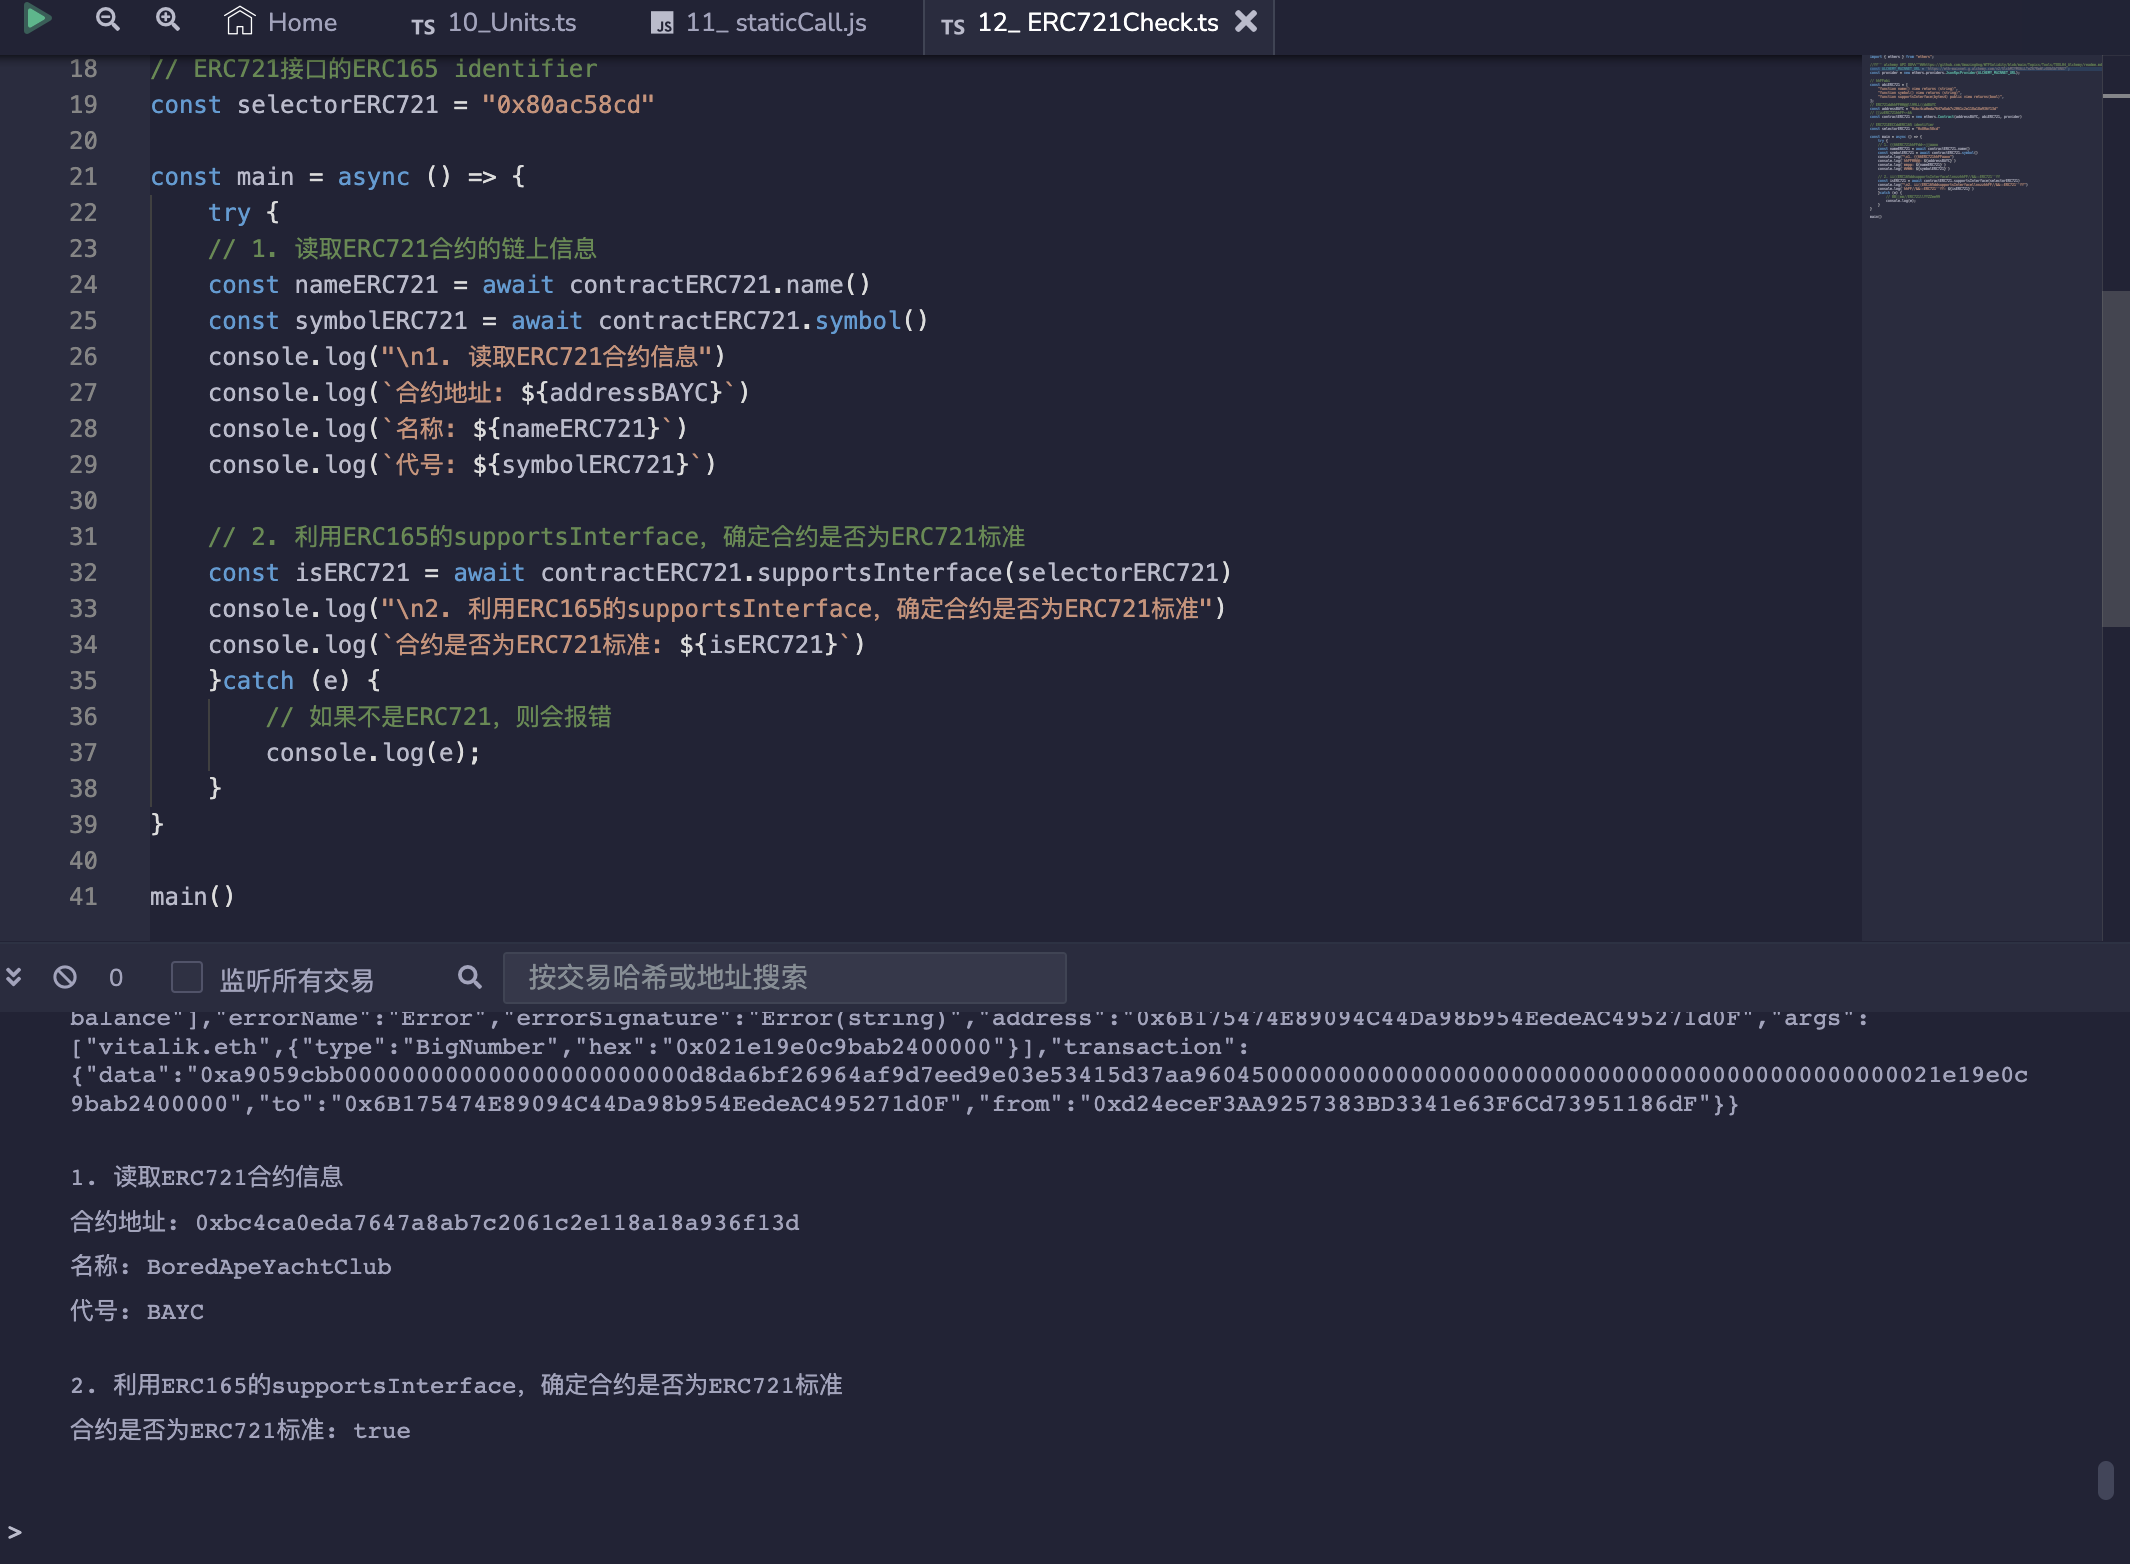 Home
TS 10_Units.ts
JS 11_ staticCall.js
TS 12_ ERC721Check.ts
18 // ERC721接口的ERC165 identifier
19 const selectorERC721 = "0x80ac58cd"
20
21 const main = async () => {
22 try {
23 // 1. 读取ERC721合约的链上信息
24 const nameERC721 = await contractERC721.name()
25 const symbolERC721 = await contractERC721.symbol()
26 console.log("\n1. 读取ERC721合约信息")
27 console.log(`合约地址: ${addressBAYC}`)
28 console.log(`名称: ${nameERC721}`)
29 console.log(`代号: ${symbolERC721}`)
30
31 // 2. 利用ERC165的supportsInterface，确定合约是否为ERC721标准
32 const isERC721 = await contractERC721.supportsInterface(selectorERC721)
33 console.log("\n2. 利用ERC165的supportsInterface，确定合约是否为ERC721标准")
34 console.log(`合约是否为ERC721标准: ${isERC721}`)
35 }catch (e) {
36 // 如果不是ERC721，则会报错
37 console.log(e);
38 }
39 }
40
41 main()
0 监听所有交易 按交易哈希或地址搜索
balance"],"errorName":"Error","errorSignature":"Error(string)","address":"0x6B175474E89094C44Da98b954EedeAC495271d0F","args":
["vitalik.eth",{"type":"BigNumber","hex":"0x021e19e0c9bab2400000"}],"transaction":
{"data":"0xa9059cbb000000000000000000000000d8da6bf26964af9d7eed9e03e53415d37aa96045000000000000000000000000000000000000000000000021e19e0c
9bab2400000","to":"0x6B175474E89094C44Da98b954EedeAC495271d0F","from":"0xd24eceF3AA9257383BD3341e63F6Cd73951186dF"}}
1. 读取ERC721合约信息
合约地址: 0xbc4ca0eda7647a8ab7c2061c2e118a18a936f13d
名称: BoredApeYachtClub
代号: BAYC
2. 利用ERC165的supportsInterface，确定合约是否为ERC721标准
合约是否为ERC721标准: true
>